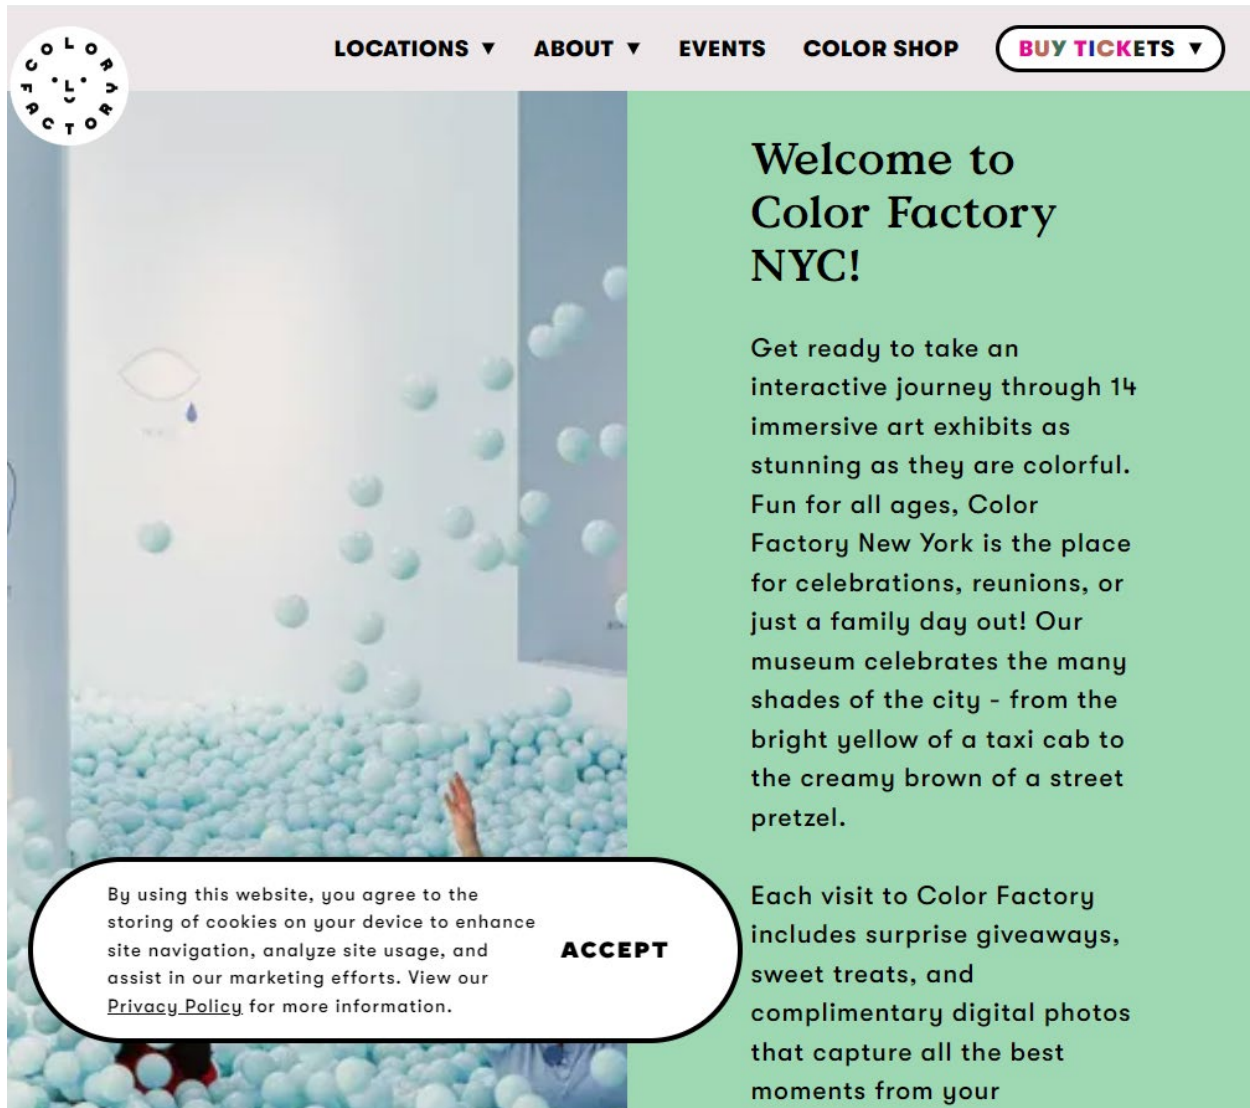 COLOR FACTORY
LOCATIONS ▼ ABOUT ▼ EVENTS COLOR SHOP BUY TICKETS ▼
Welcome to
Color Factory
NYC!
Get ready to take an
interactive journey through 14
immersive art exhibits as
stunning as they are colorful.
Fun for all ages, Color
Factory New York is the place
for celebrations, reunions, or
just a family day out! Our
museum celebrates the many
shades of the city - from the
bright yellow of a taxi cab to
the creamy brown of a street
pretzel.
Each visit to Color Factory
includes surprise giveaways,
sweet treats, and
complimentary digital photos
that capture all the best
moments from your
By using this website, you agree to the
storing of cookies on your device to enhance
site navigation, analyze site usage, and
assist in our marketing efforts. View our
Privacy Policy for more information.
ACCEPT